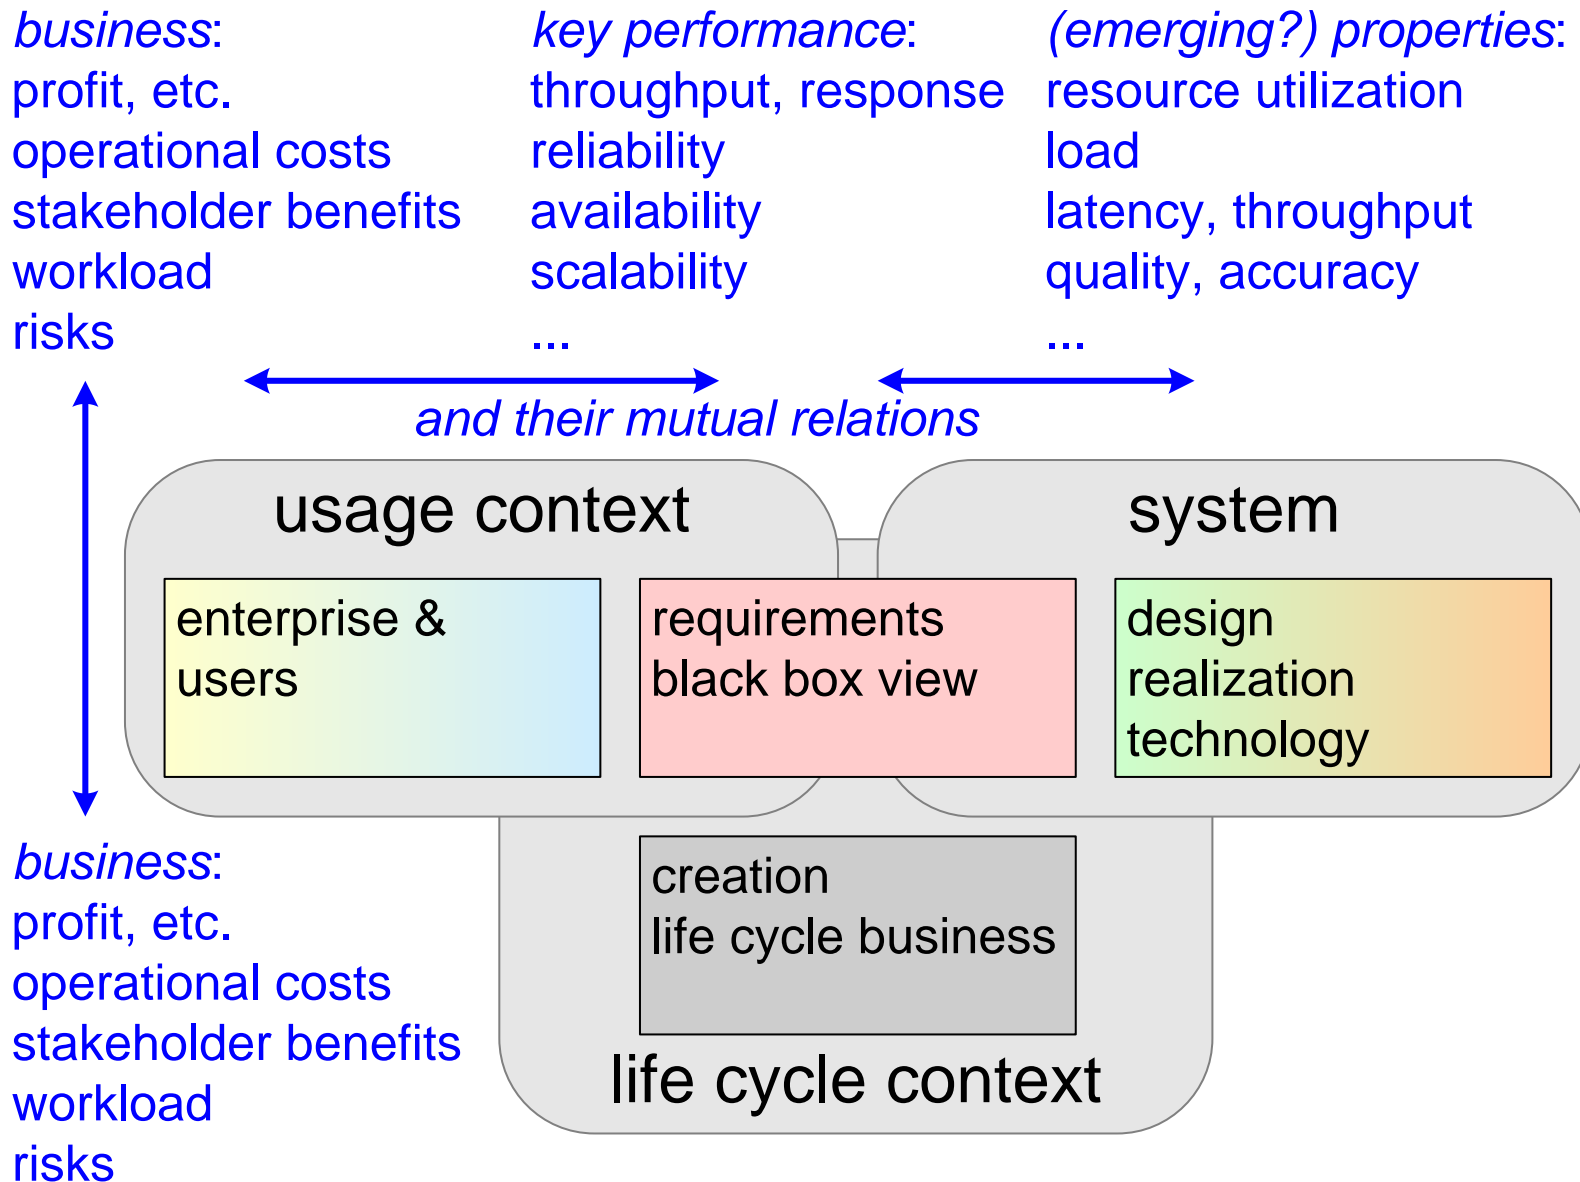 business:
profit, etc.
operational costs
stakeholder benefits
workload
risks
key performance:
throughput, response
reliability
availability
scalability
...
(emerging?) properties:
resource utilization
load
latency, throughput
quality, accuracy
...
and their mutual relations
usage context
enterprise &
users
requirements
black box view
system
design
realization
technology
creation
life cycle business
life cycle context
business:
profit, etc.
operational costs
stakeholder benefits
workload
risks